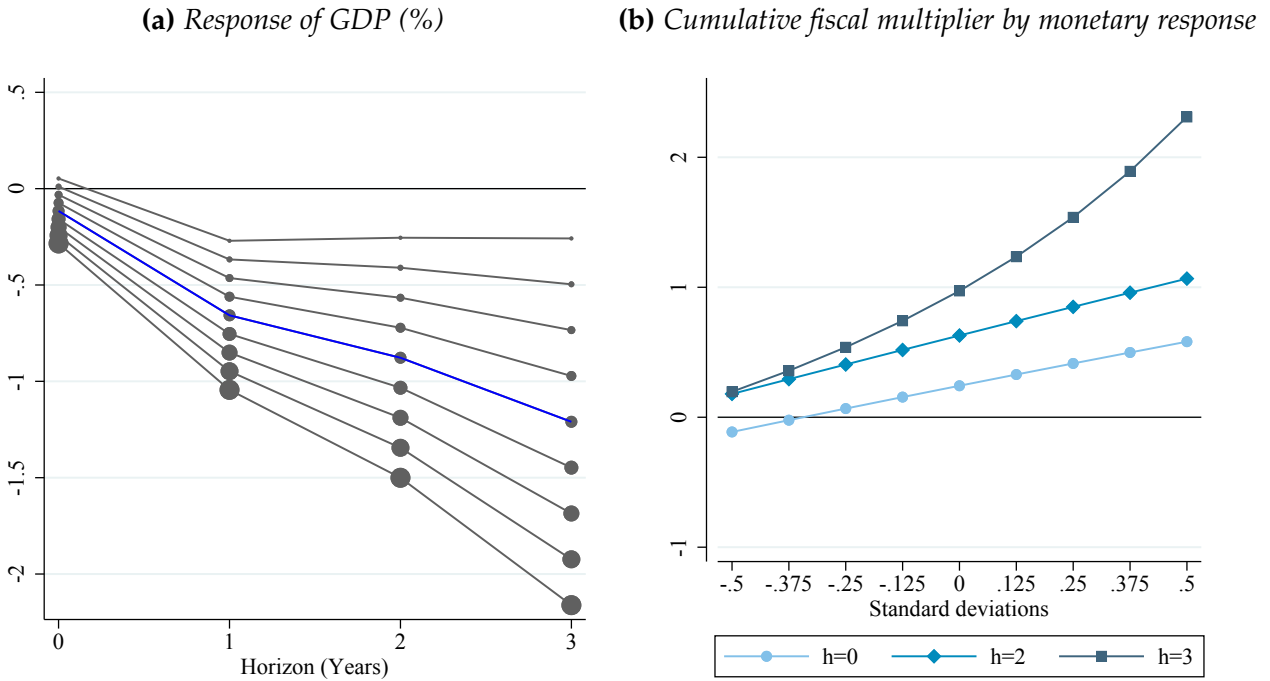 (a) Response of GDP (%)
.5
0
-.5
-1
-1.5
-2
0 1 2 3
Horizon (Years)
(b) Cumulative fiscal multiplier by monetary response
2
1
0
-1
-.5 -.375 -.25 -.125 0 .125 .25 .375 .5
Standard deviations
h=0 h=2 h=3